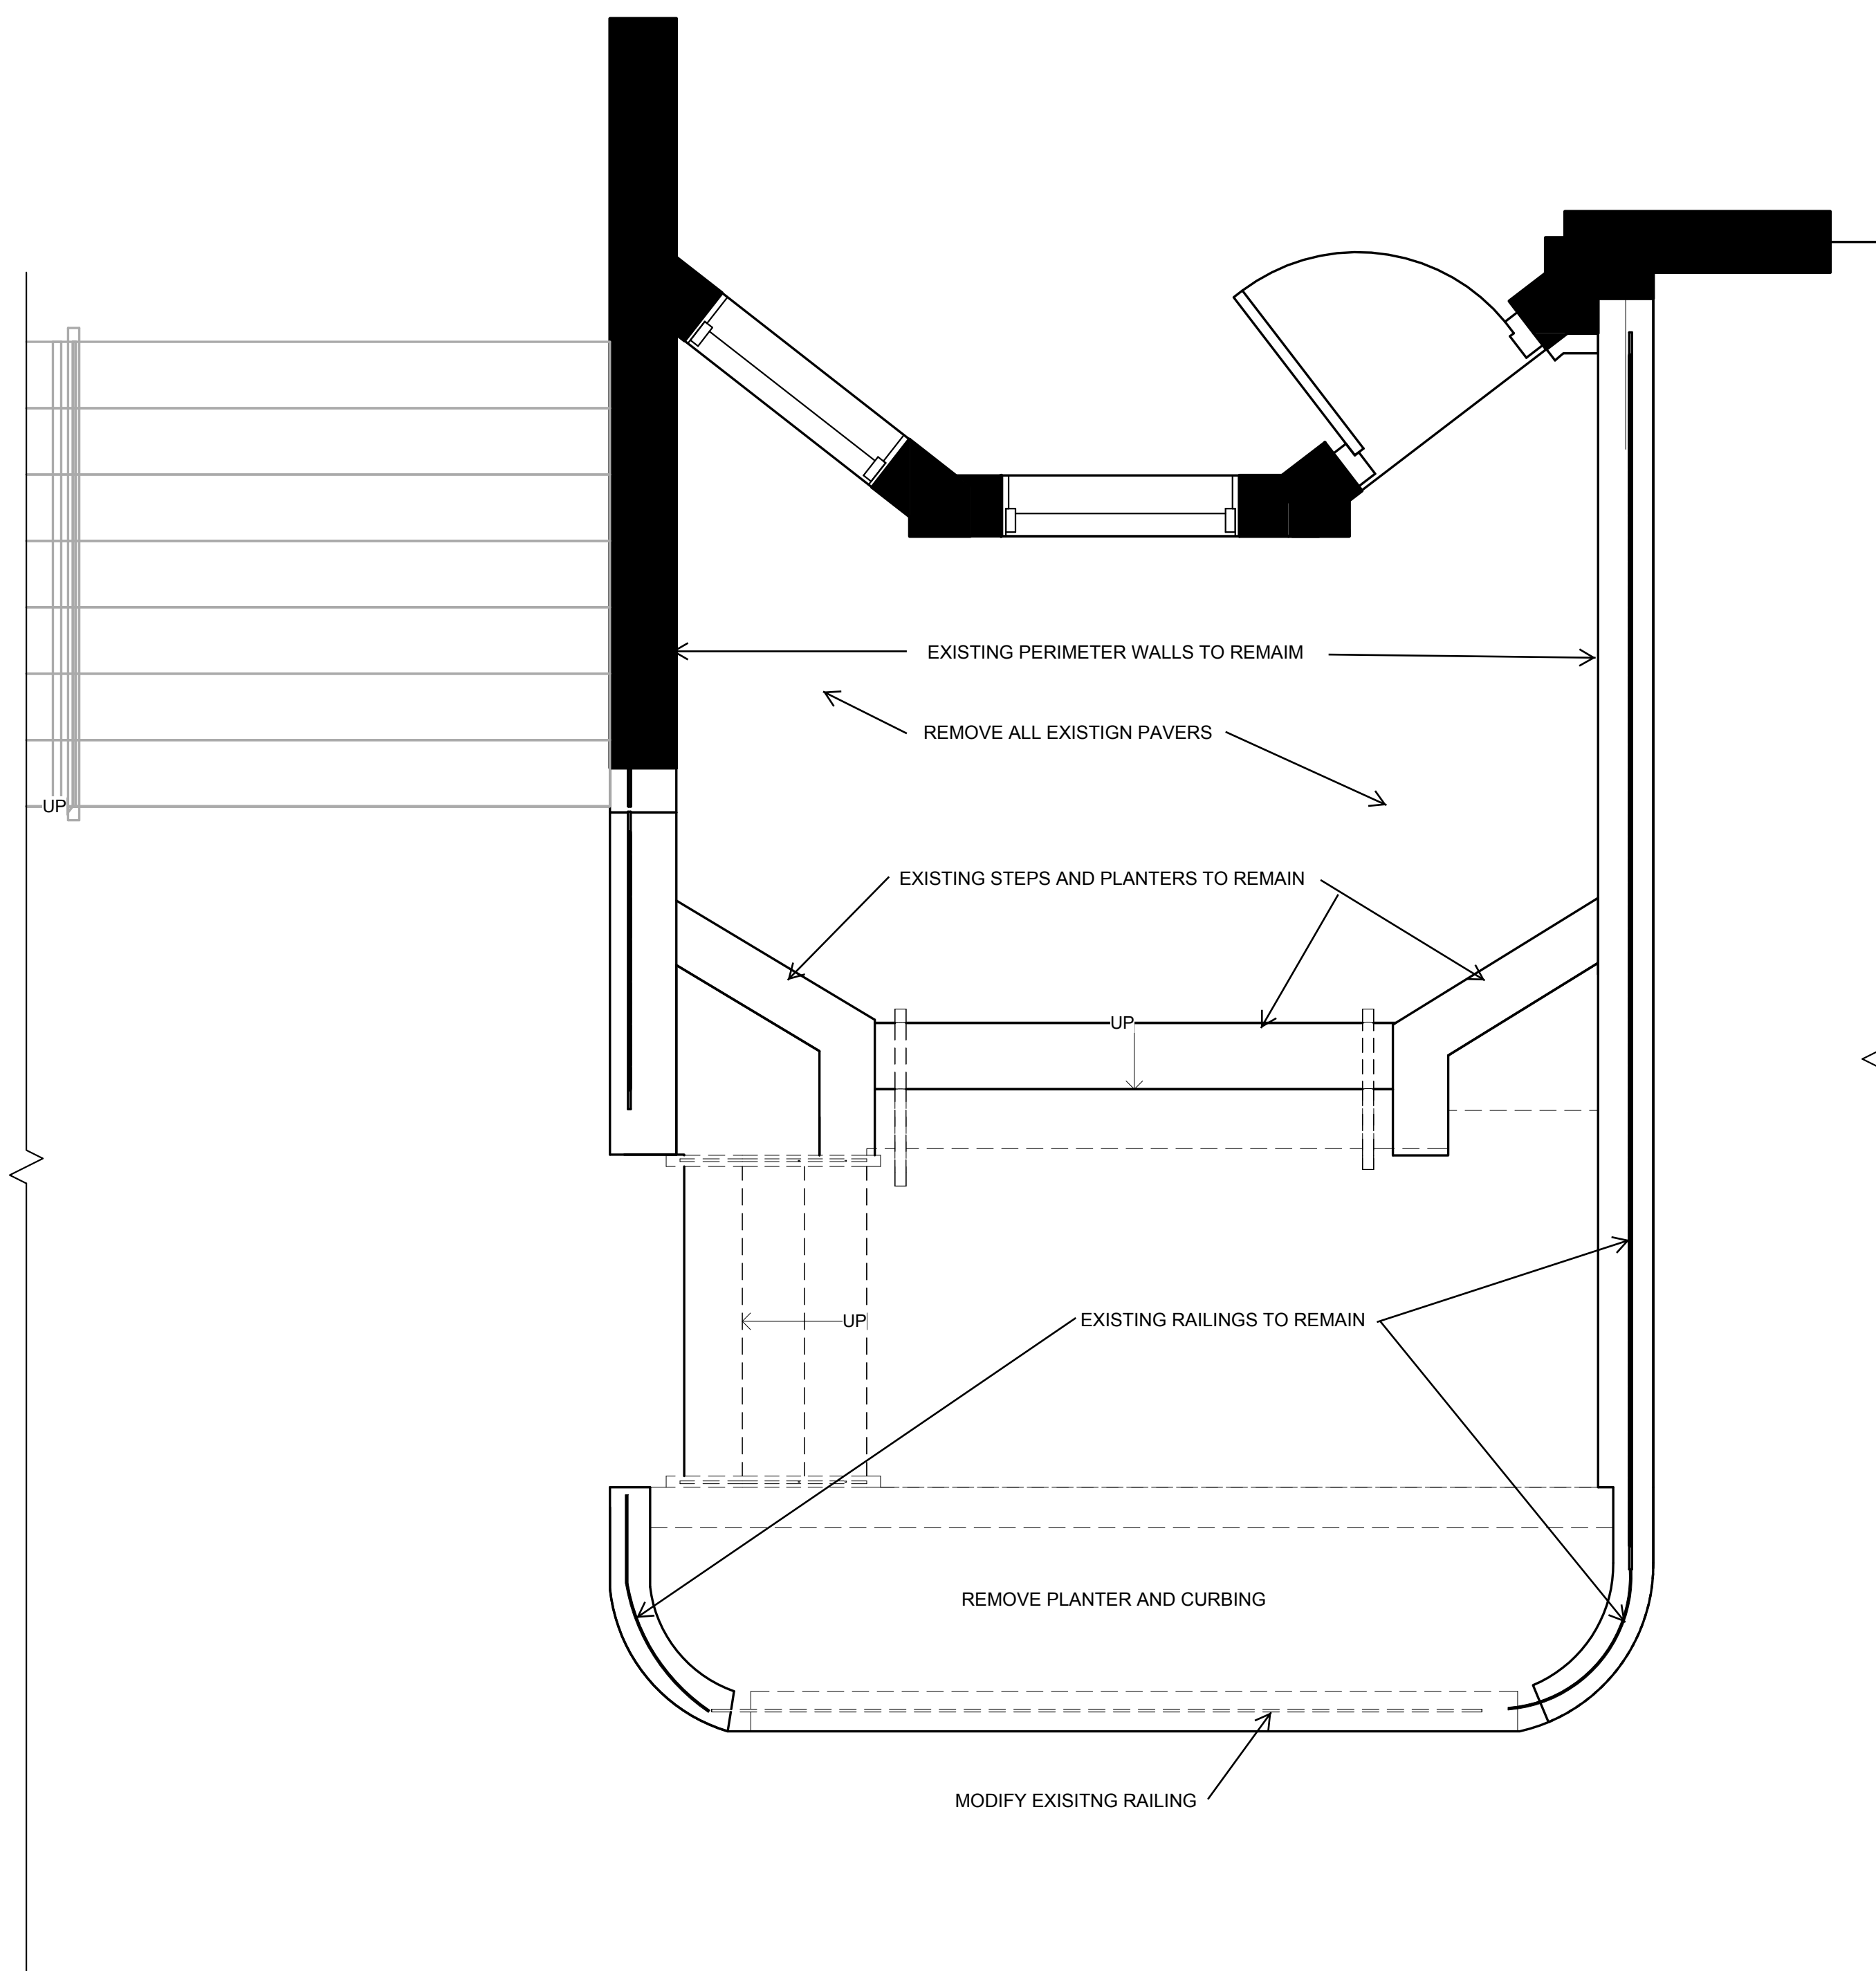 EXISTING PERIMETER WALLS TO REMAIM
REMOVE ALL EXISTIGN PAVERS
UP
EXISTING STEPS AND PLANTERS TO REMAIN
UP
EXISTING RAILINGS TO REMAIN
UP
REMOVE PLANTER AND CURBING
MODIFY EXISITNG RAILING